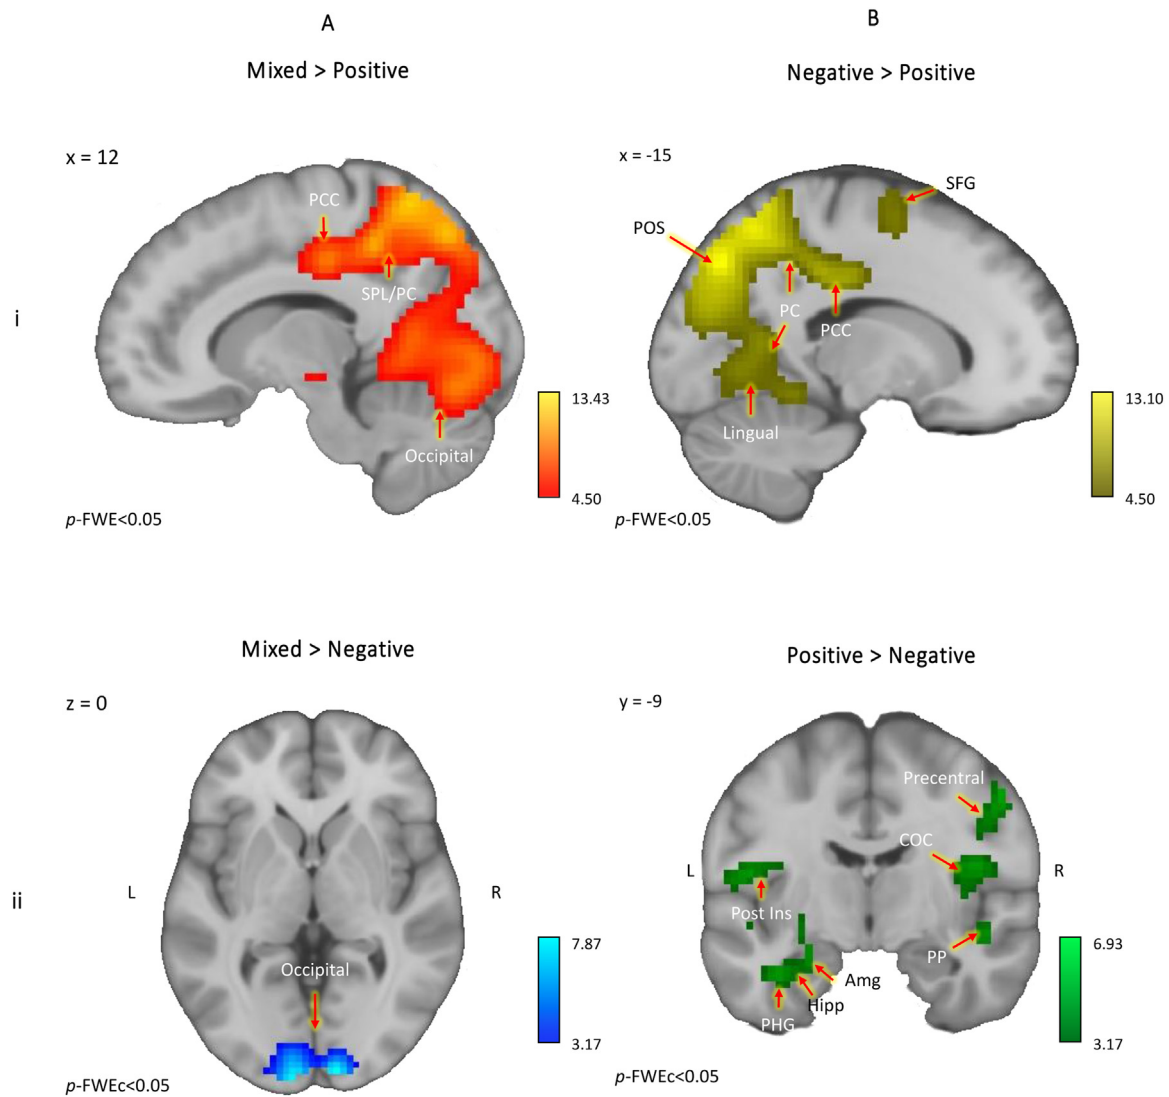 A
B
Mixed > Positive
Negative > Positive
i
x = 12
PCC
SPL/PC
Occipital
13.43
4.50
p-FWE<0.05
x = -15
SFG
POS
PC
PCC
Lingual
13.10
4.50
p-FWE<0.05
Mixed > Negative
Positive > Negative
ii
z = 0
L
R
Occipital
7.87
3.17
p-FWEc<0.05
y = -9
Precentral
COC
L
R
Post Ins
PP
Amg
Hipp
PHG
6.93
3.17
p-FWEc<0.05